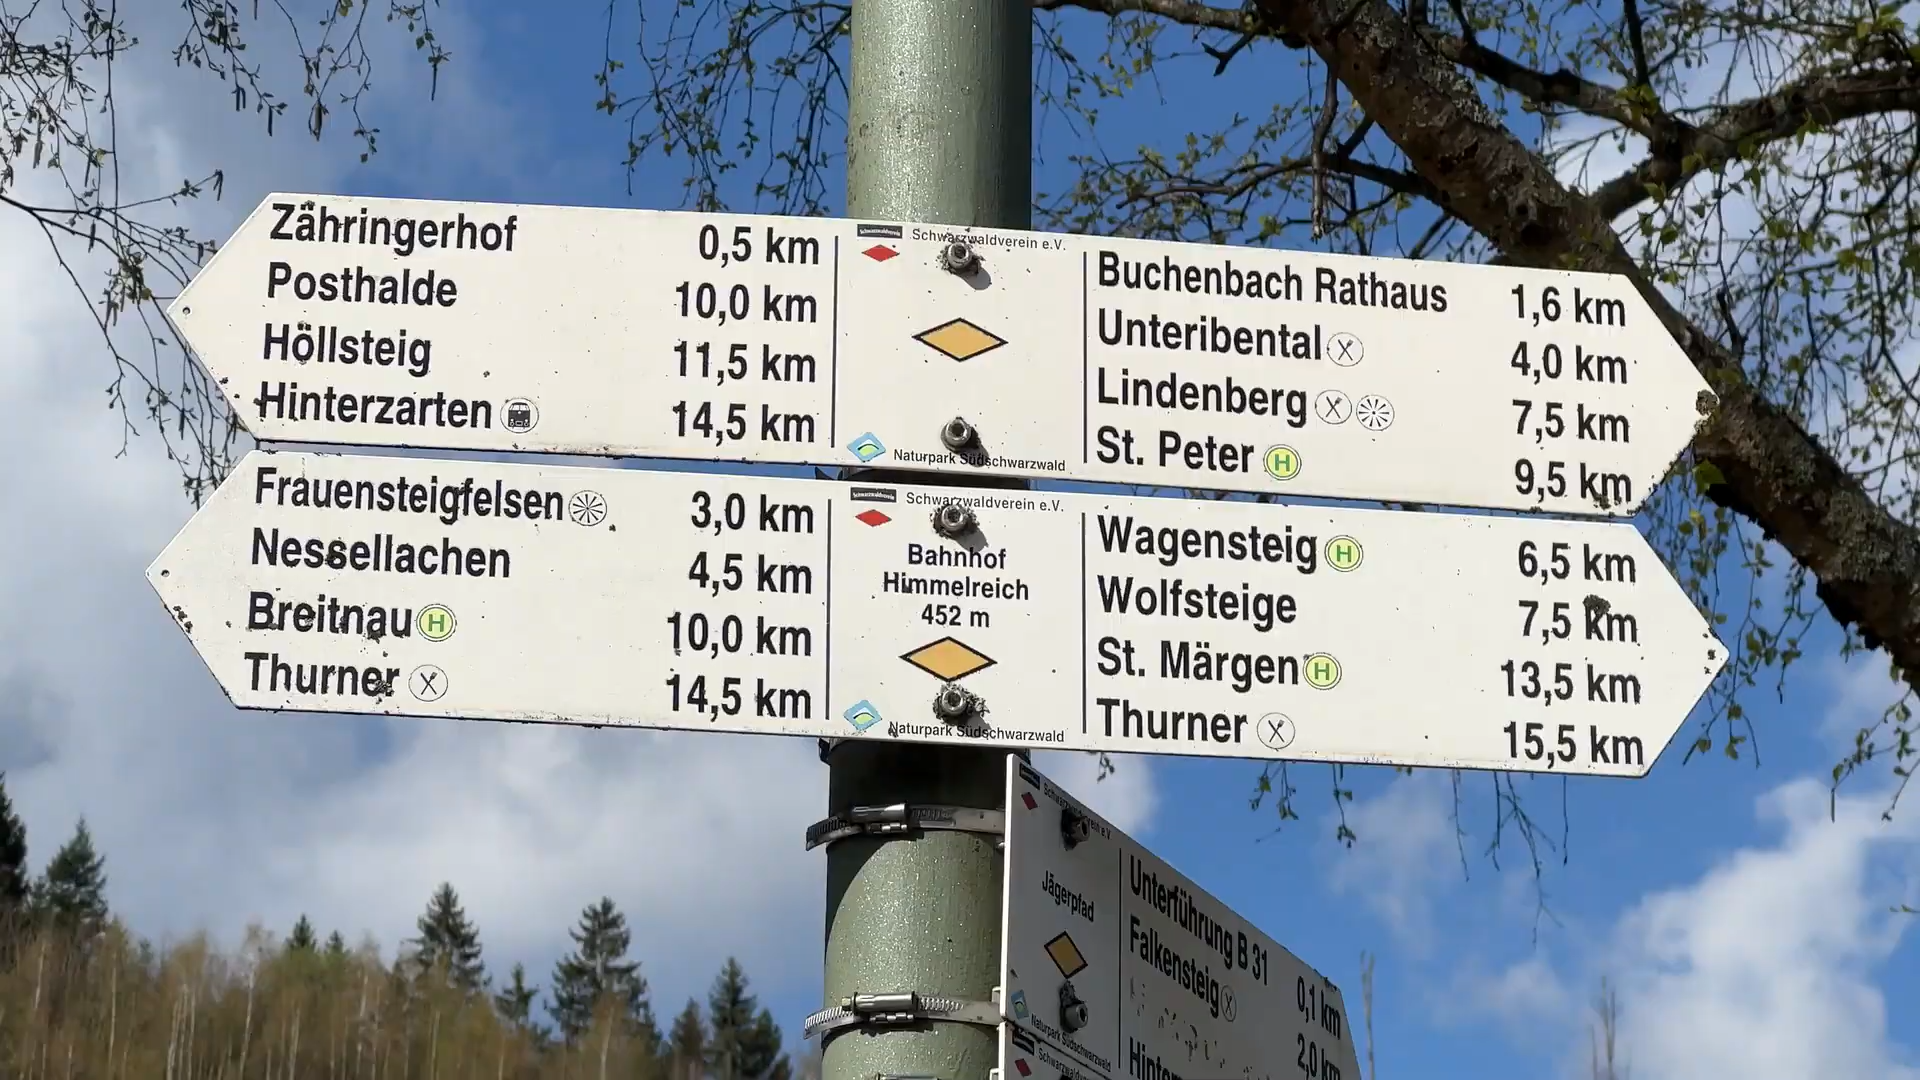 Zähringerhof 0,5 km
Posthalde 10,0 km
Höllsteig 11,5 km
Hinterzarten 14,5 km
Schwarzwaldverein
Schwarzwaldverein e.V.
Naturpark Südschwarzwald
Buchenbach Rathaus 1,6 km
Unteribental 4,0 km
Lindenberg 7,5 km
St. Peter H 9,5 km
Frauensteigfelsen 3,0 km
Nessellachen 4,5 km
Breitnau H 10,0 km
Thurner 14,5 km
Schwarzwaldverein
Schwarzwaldverein e.V.
Bahnhof
Himmelreich
452 m
Naturpark Südschwarzwald
Wagensteig H 6,5 km
Wolfsteige 7,5 km
St. Märgen H 13,5 km
Thurner 15,5 km
Schwarzwaldverein e.V.
Jägerpfad
Naturpark Südschwarzwald
Unterführung B 31 0,1 km
Falkensteig 2,0 km